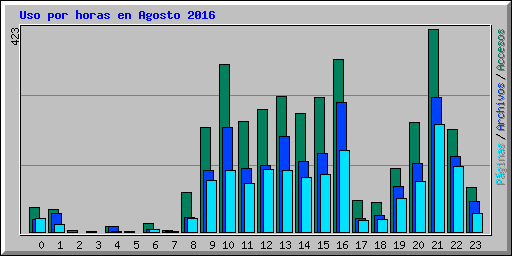 Uso por horas en Agosto 2016
423
Páginas / Archivos / Accesos
0 1 2 3 4 5 6 7 8 9 10 11 12 13 14 15 16 17 18 19 20 21 22 23